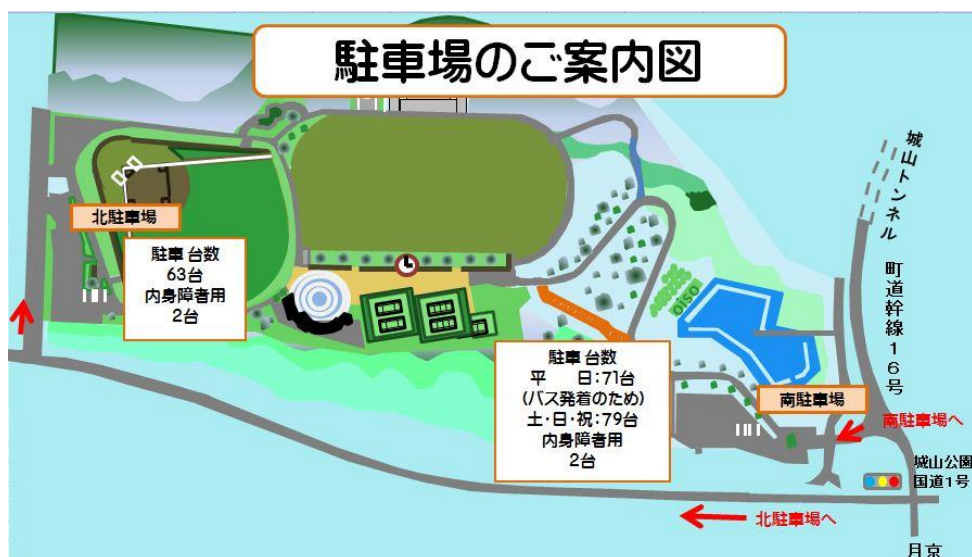 駐車場のご案内図
城山トンネル
町道幹線16号
北駐車場
駐車台数
63台
内身障者用
2台
oiso
駐車台数
平　日:71台
(バス発着のため)
土・日・祝:79台
内身障者用
2台
南駐車場
南駐車場へ
城山公園
国道1号
北駐車場へ
月京